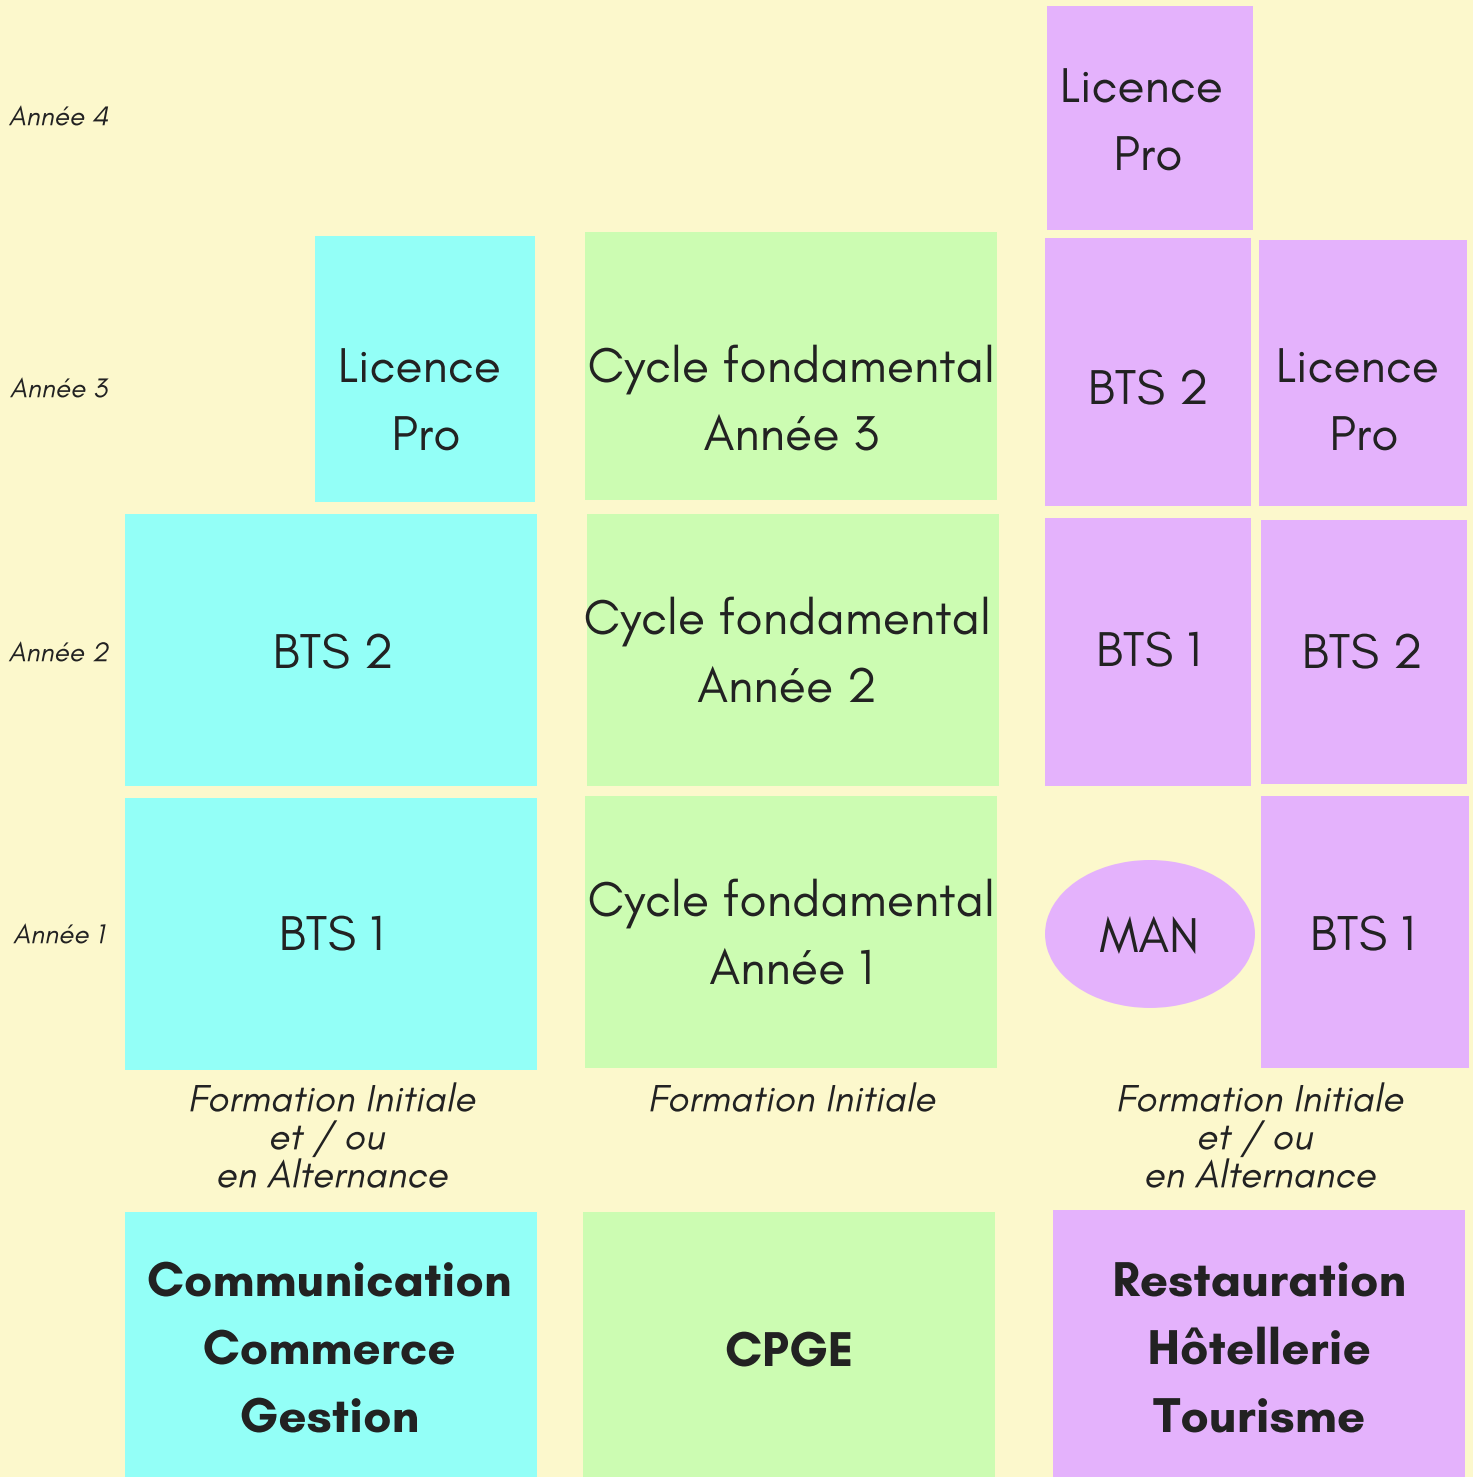 Licence
Pro
Année 4
Licence
Pro
Cycle fondamental
Année 3
BTS 2
Licence
Pro
Année 3
BTS 2
Cycle fondamental
Année 2
BTS 1
BTS 2
Année 2
BTS 1
Cycle fondamental
Année 1
MAN
BTS 1
Année 1
Formation Initiale
et / ou
en Alternance
Formation Initiale
Formation Initiale
et / ou
en Alternance
Communication
Commerce
Gestion
CPGE
Restauration
Hôtellerie
Tourisme